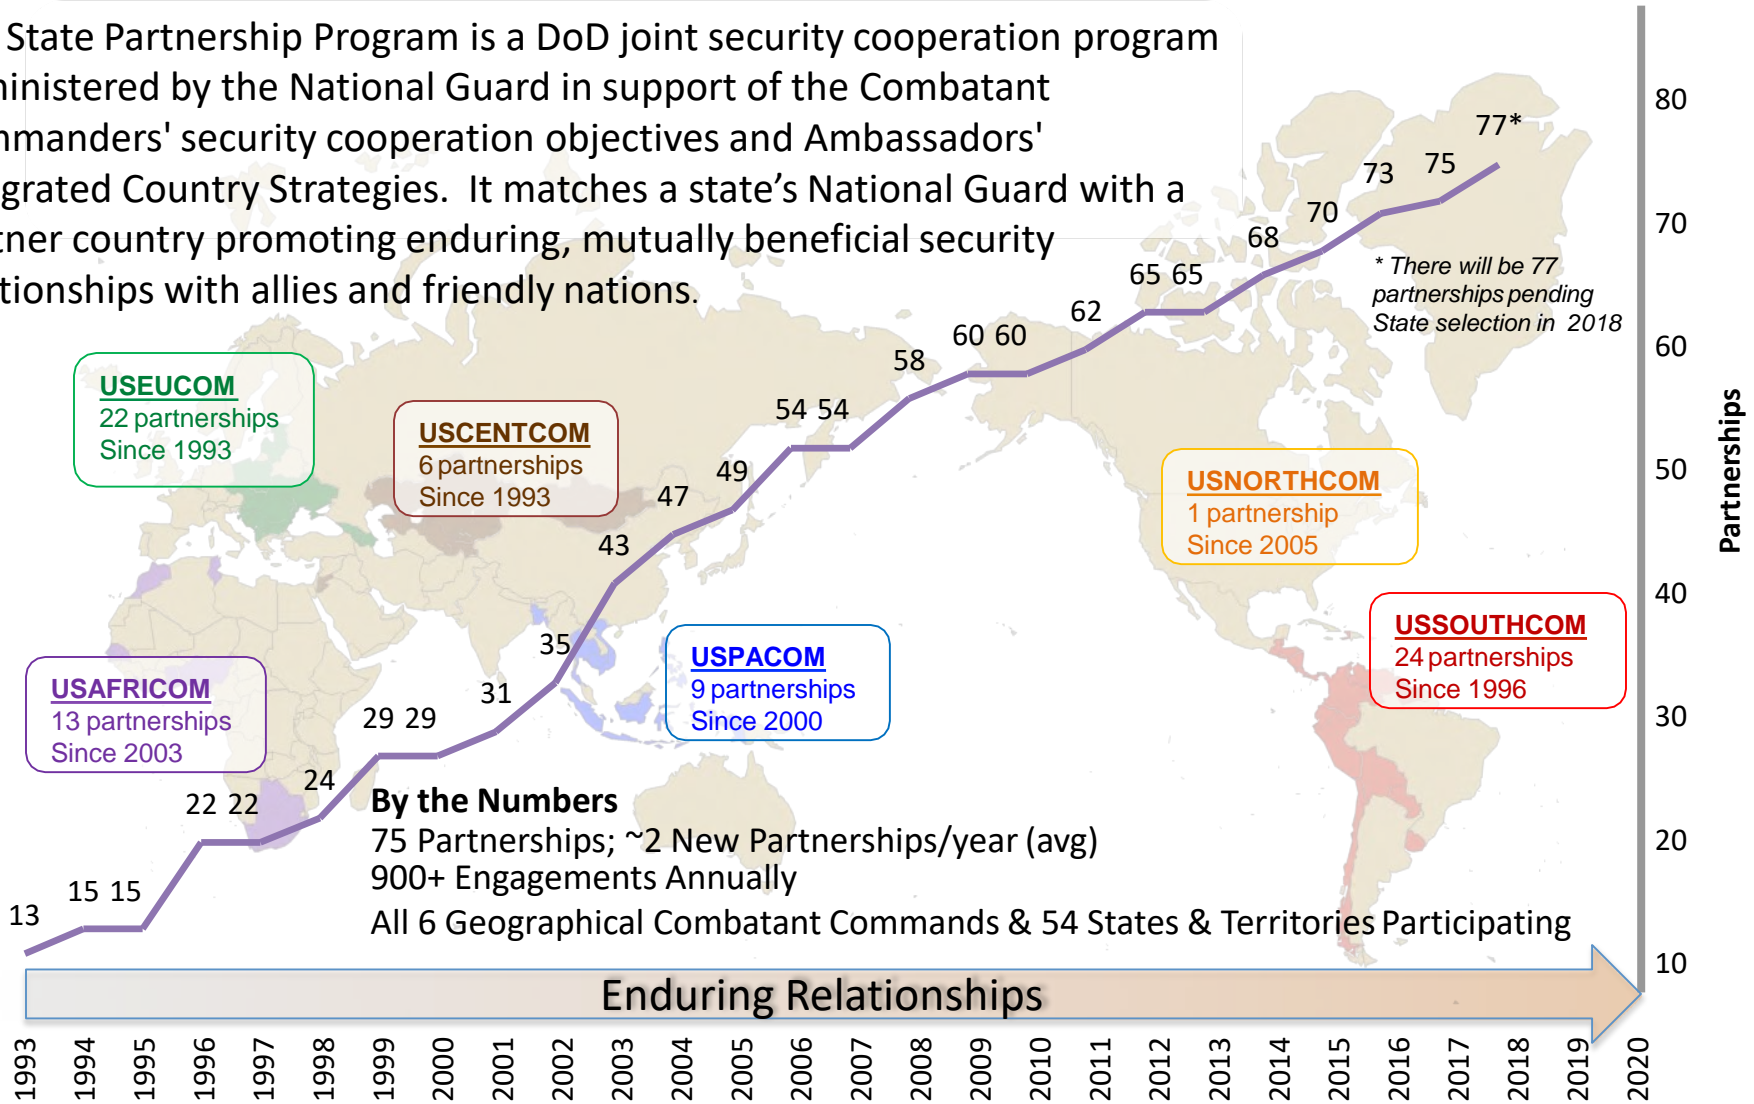 State Partnership Program is a DoD joint security cooperation program
ministered by the National Guard in support of the Combatant
mmanders' security cooperation objectives and Ambassadors'
grated Country Strategies. It matches a state's National Guard with a
tner country promoting enduring, mutually beneficial security
tionships with allies and friendly nations.
USEUCOM
22 partnerships
Since 1993
USCENTCOM
6 partnerships
Since 1993
USNORTHCOM
1 partnership
Since 2005
USSOUTHCOM
24 partnerships
Since 1996
USPACOM
9 partnerships
Since 2000
USAFRICOM
13 partnerships
Since 2003
13
15 15
22 22
24
29 29
31
35
43
47
49
54 54
58
60 60
62
65 65
68
70
73
75
77*
* There will be 77
partnerships pending
State selection in 2018
By the Numbers
75 Partnerships; ~2 New Partnerships/year (avg)
900+ Engagements Annually
All 6 Geographical Combatant Commands & 54 States & Territories Participating
Enduring Relationships
80
70
60
50
40
30
20
10
Partnerships
1993
1994
1995
1996
1997
1998
1999
2000
2001
2002
2003
2004
2005
2006
2007
2008
2009
2010
2011
2012
2013
2014
2015
2016
2017
2018
2019
2020